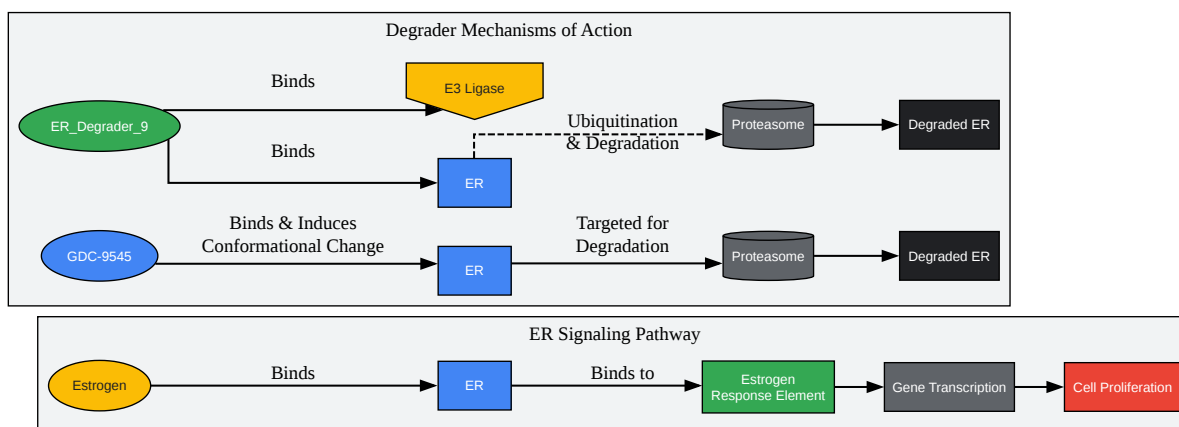 Degrader Mechanisms of Action
Binds
E3 Ligase
ER_Degrader_9
Ubiquitination
& Degradation
Proteasome
Degraded ER
Binds
ER
Binds & Induces
Conformational Change
Targeted for
Degradation
GDC-9545
ER
Proteasome
Degraded ER
ER Signaling Pathway
Estrogen
Binds
ER
Binds to
Estrogen
Response Element
Gene Transcription
Cell Proliferation